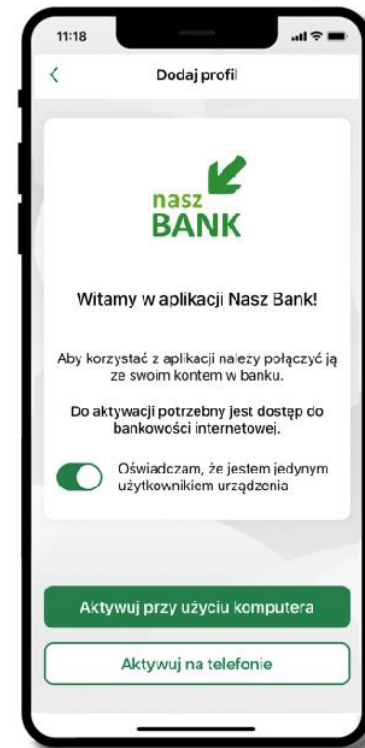 11:18
Dodaj profil
nasz
BANK
Witamy w aplikacji Nasz Bank!
Aby korzystać z aplikacji należy połączyć ją
ze swoim kontem w banku.
Do aktywacji potrzebny jest dostęp do
bankowości internetowej.
Oświadczam, że jestem jedynym
użytkownikiem urządzenia
Aktywuj przy użyciu komputera
Aktywuj na telefonie